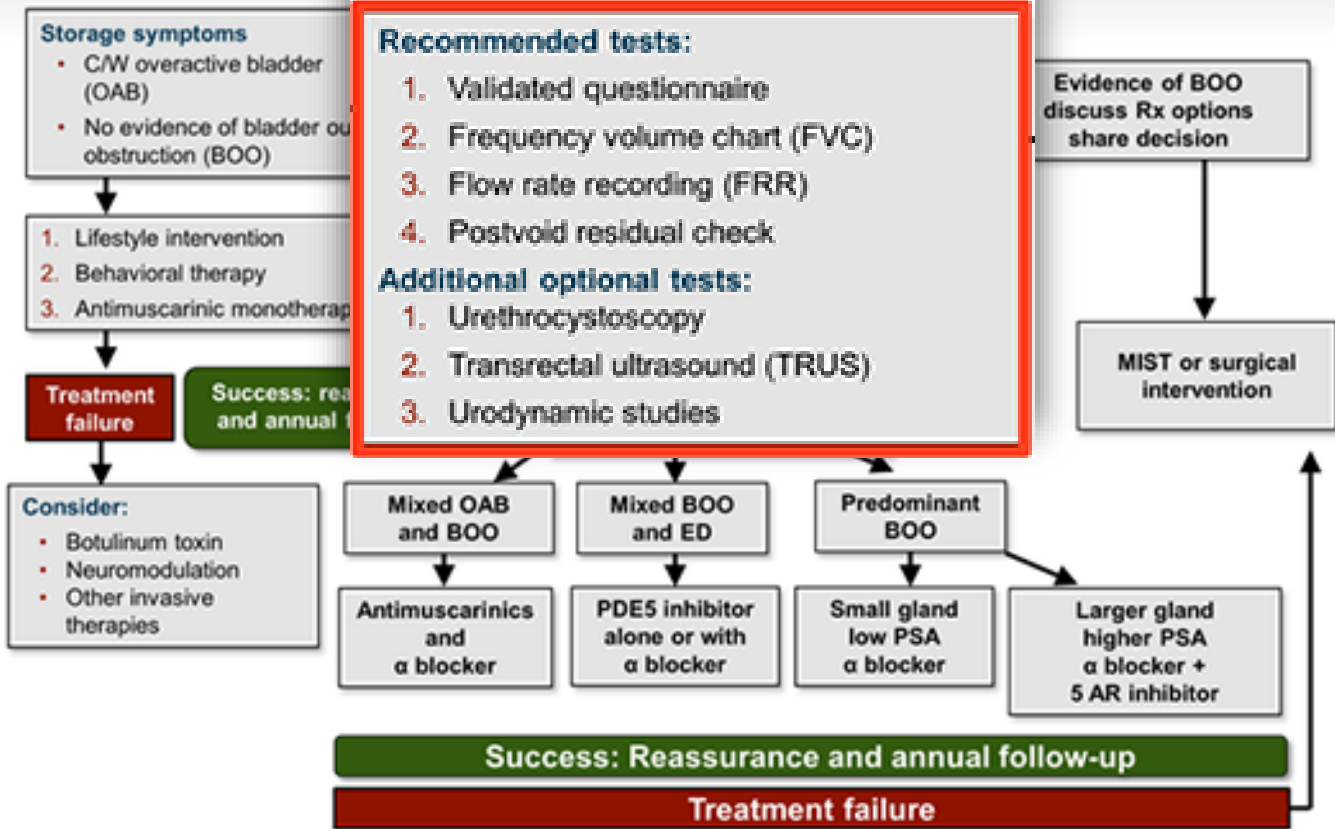 Storage symptoms
• C/W overactive bladder
(OAB)
• No evidence of bladder ou
obstruction (BOO)
1. Lifestyle intervention
2. Behavioral therapy
3. Antimuscarinic monotherap
Treatment
failure
Success: rea
and annual f
Consider:
• Botulinum toxin
• Neuromodulation
• Other invasive
therapies
Recommended tests:
1. Validated questionnaire
2. Frequency volume chart (FVC)
3. Flow rate recording (FRR)
4. Postvoid residual check
Additional optional tests:
1. Urethrocystoscopy
2. Transrectal ultrasound (TRUS)
3. Urodynamic studies
Evidence of BOO
discuss Rx options
share decision
MIST or surgical
intervention
Mixed OAB
and BOO
Mixed BOO
and ED
Predominant
BOO
Antimuscarinics
and
α blocker
PDE5 inhibitor
alone or with
α blocker
Small gland
low PSA
α blocker
Larger gland
higher PSA
α blocker +
5 AR inhibitor
Success: Reassurance and annual follow-up
Treatment failure